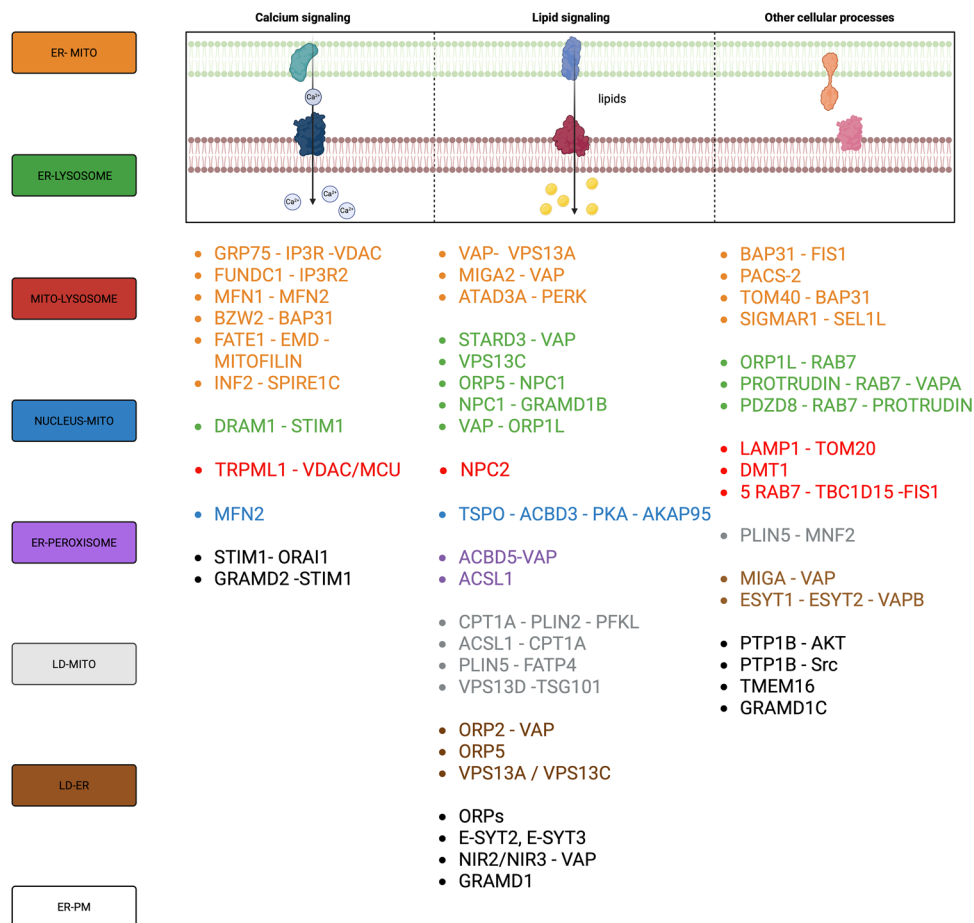 Calcium signaling
Lipid signaling
Other cellular processes
ER- MITO
ER-LYSOSOME
MITO-LYSOSOME
NUCLEUS-MITO
ER-PEROXISOME
LD-MITO
LD-ER
ER-PM
Ca²⁺
lipids
Ca²⁺
Ca²⁺
Ca²⁺
• GRP75 - IP3R -VDAC
• FUNDC1 - IP3R2
• MFN1 - MFN2
• BZW2 - BAP31
• FATE1 - EMD -
MITOFILIN
• INF2 - SPIRE1C
• DRAM1 - STIM1
• TRPML1 - VDAC/MCU
• MFN2
• STIM1- ORAI1
• GRAMD2 -STIM1
• VAP-  VPS13A
• MIGA2 - VAP
• ATAD3A - PERK
• STARD3 - VAP
• VPS13C
• ORP5 - NPC1
• NPC1 - GRAMD1B
• VAP - ORP1L
• NPC2
• TSPO - ACBD3 - PKA - AKAP95
• ACBD5-VAP
• ACSL1
• CPT1A - PLIN2 - PFKL
• ACSL1 - CPT1A
• PLIN5 - FATP4
• VPS13D -TSG101
• ORP2 - VAP
• ORP5
• VPS13A / VPS13C
• ORPs
• E-SYT2, E-SYT3
• NIR2/NIR3 - VAP
• GRAMD1
• BAP31 - FIS1
• PACS-2
• TOM40 - BAP31
• SIGMAR1 - SEL1L
• ORP1L - RAB7
• PROTRUDIN - RAB7 - VAPA
• PDZD8 - RAB7 - PROTRUDIN
• LAMP1 - TOM20
• DMT1
• 5 RAB7 - TBC1D15 -FIS1
• PLIN5 - MNF2
• MIGA - VAP
• ESYT1 - ESYT2 - VAPB
• PTP1B - AKT
• PTP1B - Src
• TMEM16
• GRAMD1C